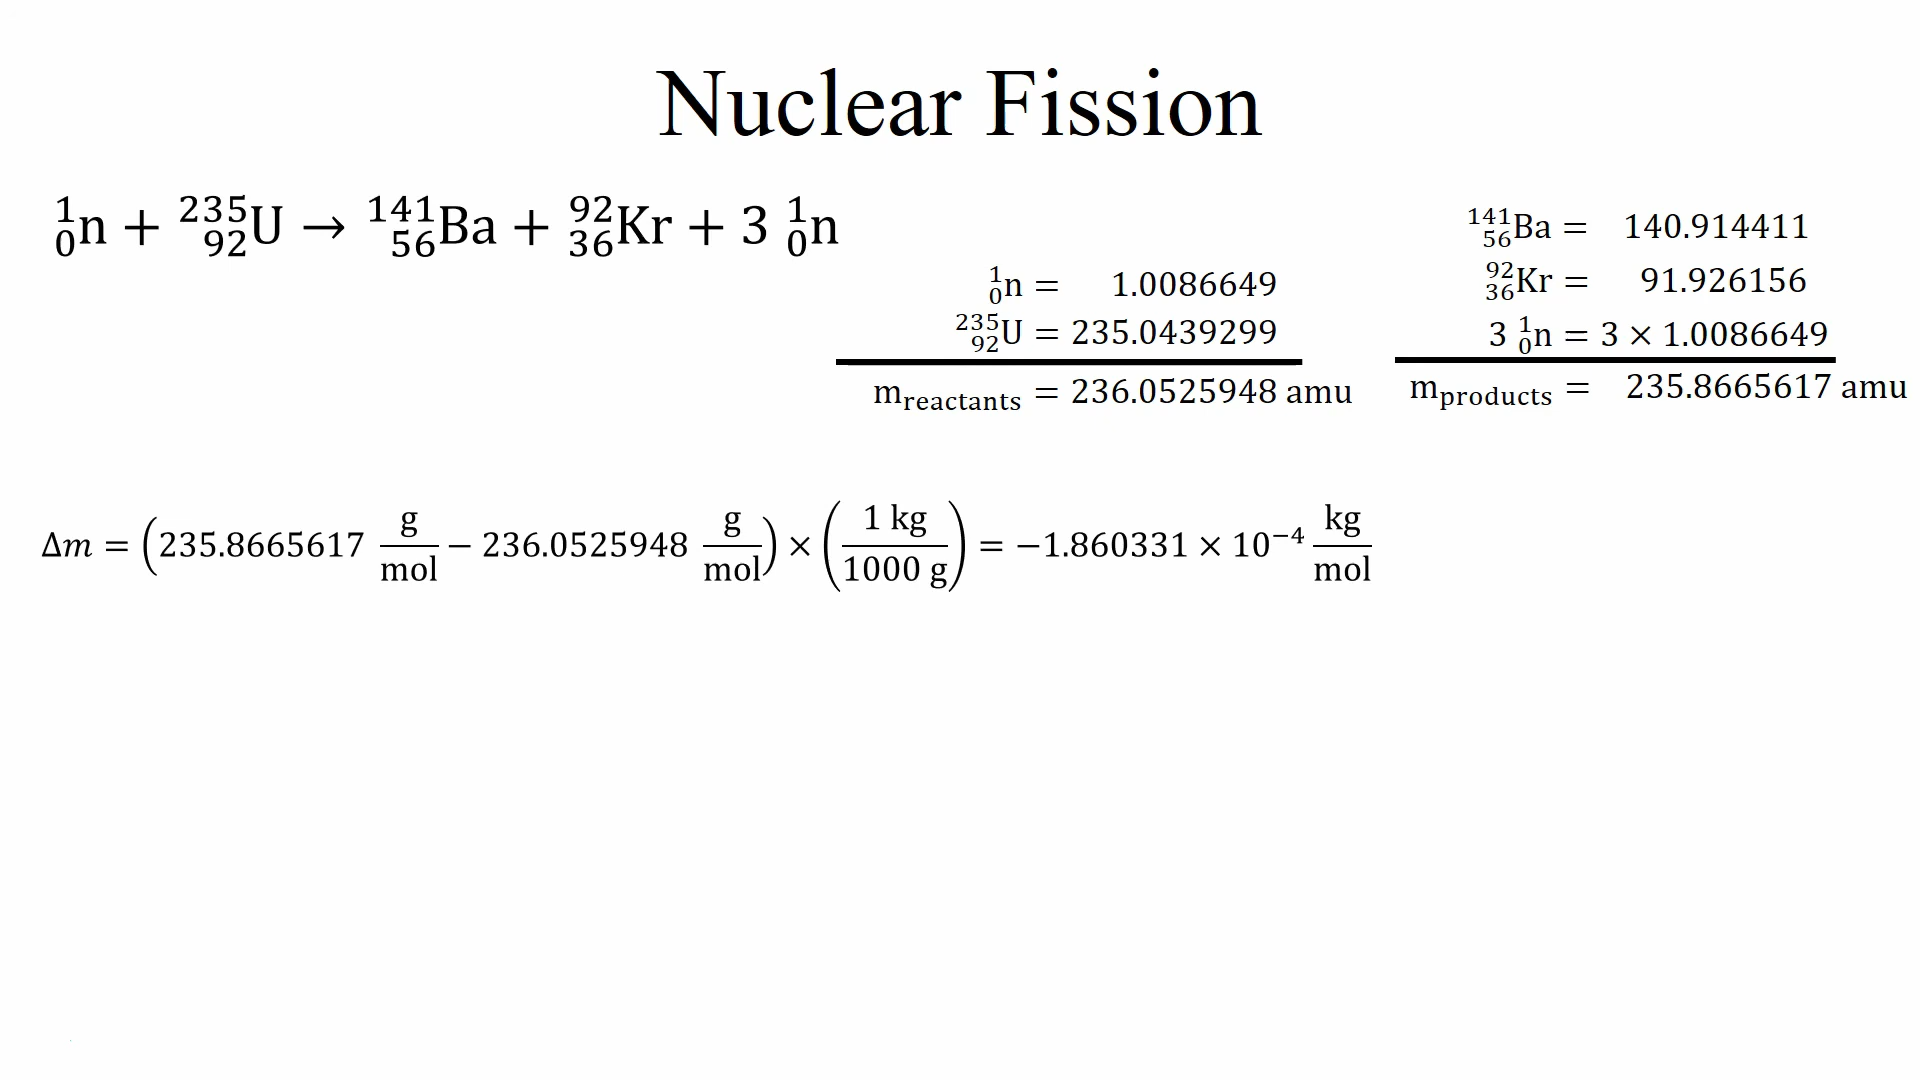 Nuclear Fission
¹₀n + ²³⁵₉₂U → ¹⁴¹₅₆Ba + ⁹²₃₆Kr + 3 ¹₀n
¹₀n = 1.0086649
²³⁵₉₂U = 235.0439299
m_reactants = 236.0525948 amu
¹⁴¹₅₆Ba = 140.914411
⁹²₃₆Kr = 91.926156
3 ¹₀n = 3 × 1.0086649
m_products = 235.8665617 amu
Δm = (235.8665617 g/mol − 236.0525948 g/mol) × (1 kg/1000 g) = −1.860331 × 10⁻⁴ kg/mol